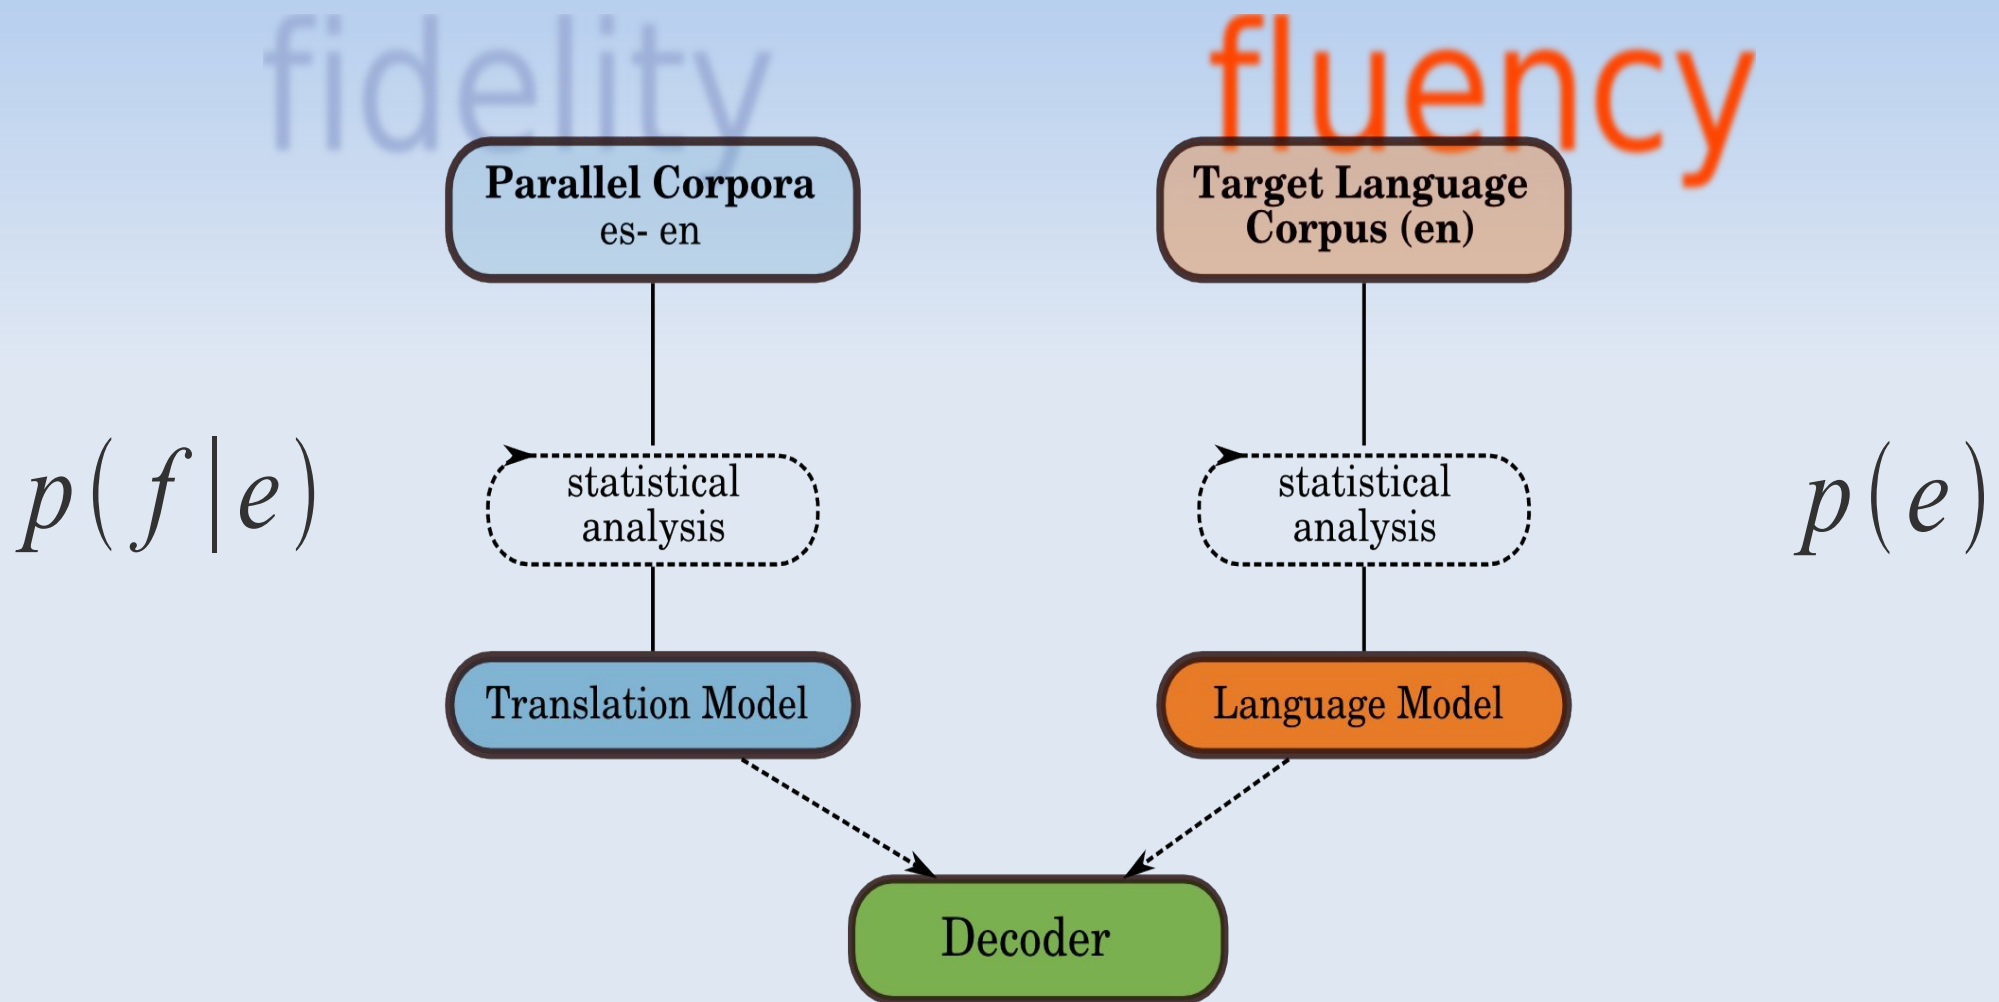 fidelity
fluency
Parallel Corpora
es- en
Target Language
Corpus (en)
p(f|e)
statistical
analysis
statistical
analysis
p(e)
Translation Model
Language Model
Decoder